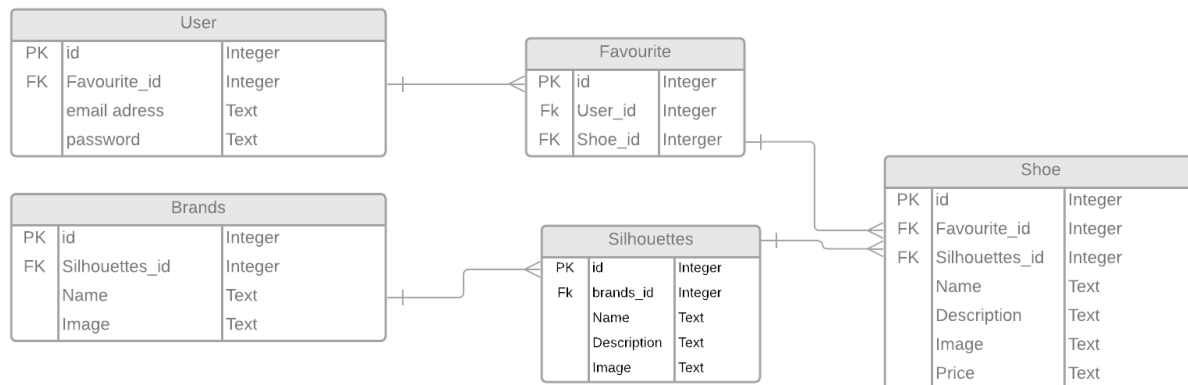 User
PK id Integer
FK Favourite_id Integer
email adress Text
password Text
Favourite
PK id Integer
Fk User_id Integer
FK Shoe_id Interger
Brands
PK id Integer
FK Silhouettes_id Integer
Name Text
Image Text
Silhouettes
PK id Integer
Fk brands_id Integer
Name Text
Description Text
Image Text
Shoe
PK id Integer
FK Favourite_id Integer
FK Silhouettes_id Integer
Name Text
Description Text
Image Text
Price Text